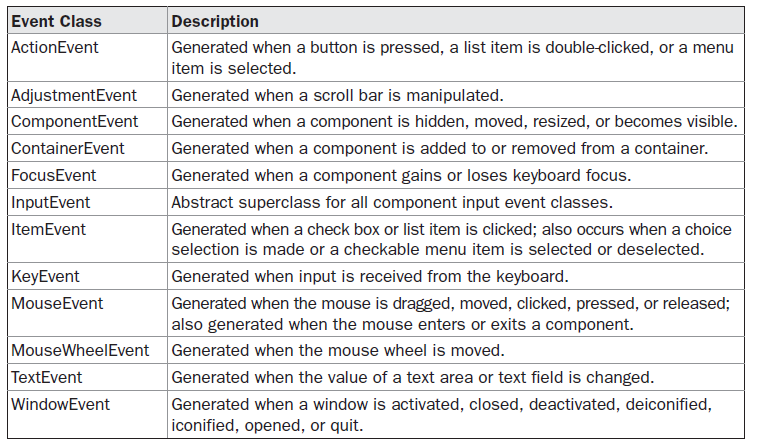 Event Class Description
ActionEvent Generated when a button is pressed, a list item is double-clicked, or a menu
item is selected.
AdjustmentEvent Generated when a scroll bar is manipulated.
ComponentEvent Generated when a component is hidden, moved, resized, or becomes visible.
ContainerEvent Generated when a component is added to or removed from a container.
FocusEvent Generated when a component gains or loses keyboard focus.
InputEvent Abstract superclass for all component input event classes.
ItemEvent Generated when a check box or list item is clicked; also occurs when a choice
selection is made or a checkable menu item is selected or deselected.
KeyEvent Generated when input is received from the keyboard.
MouseEvent Generated when the mouse is dragged, moved, clicked, pressed, or released;
also generated when the mouse enters or exits a component.
MouseWheelEvent Generated when the mouse wheel is moved.
TextEvent Generated when the value of a text area or text field is changed.
WindowEvent Generated when a window is activated, closed, deactivated, deiconified,
iconified, opened, or quit.